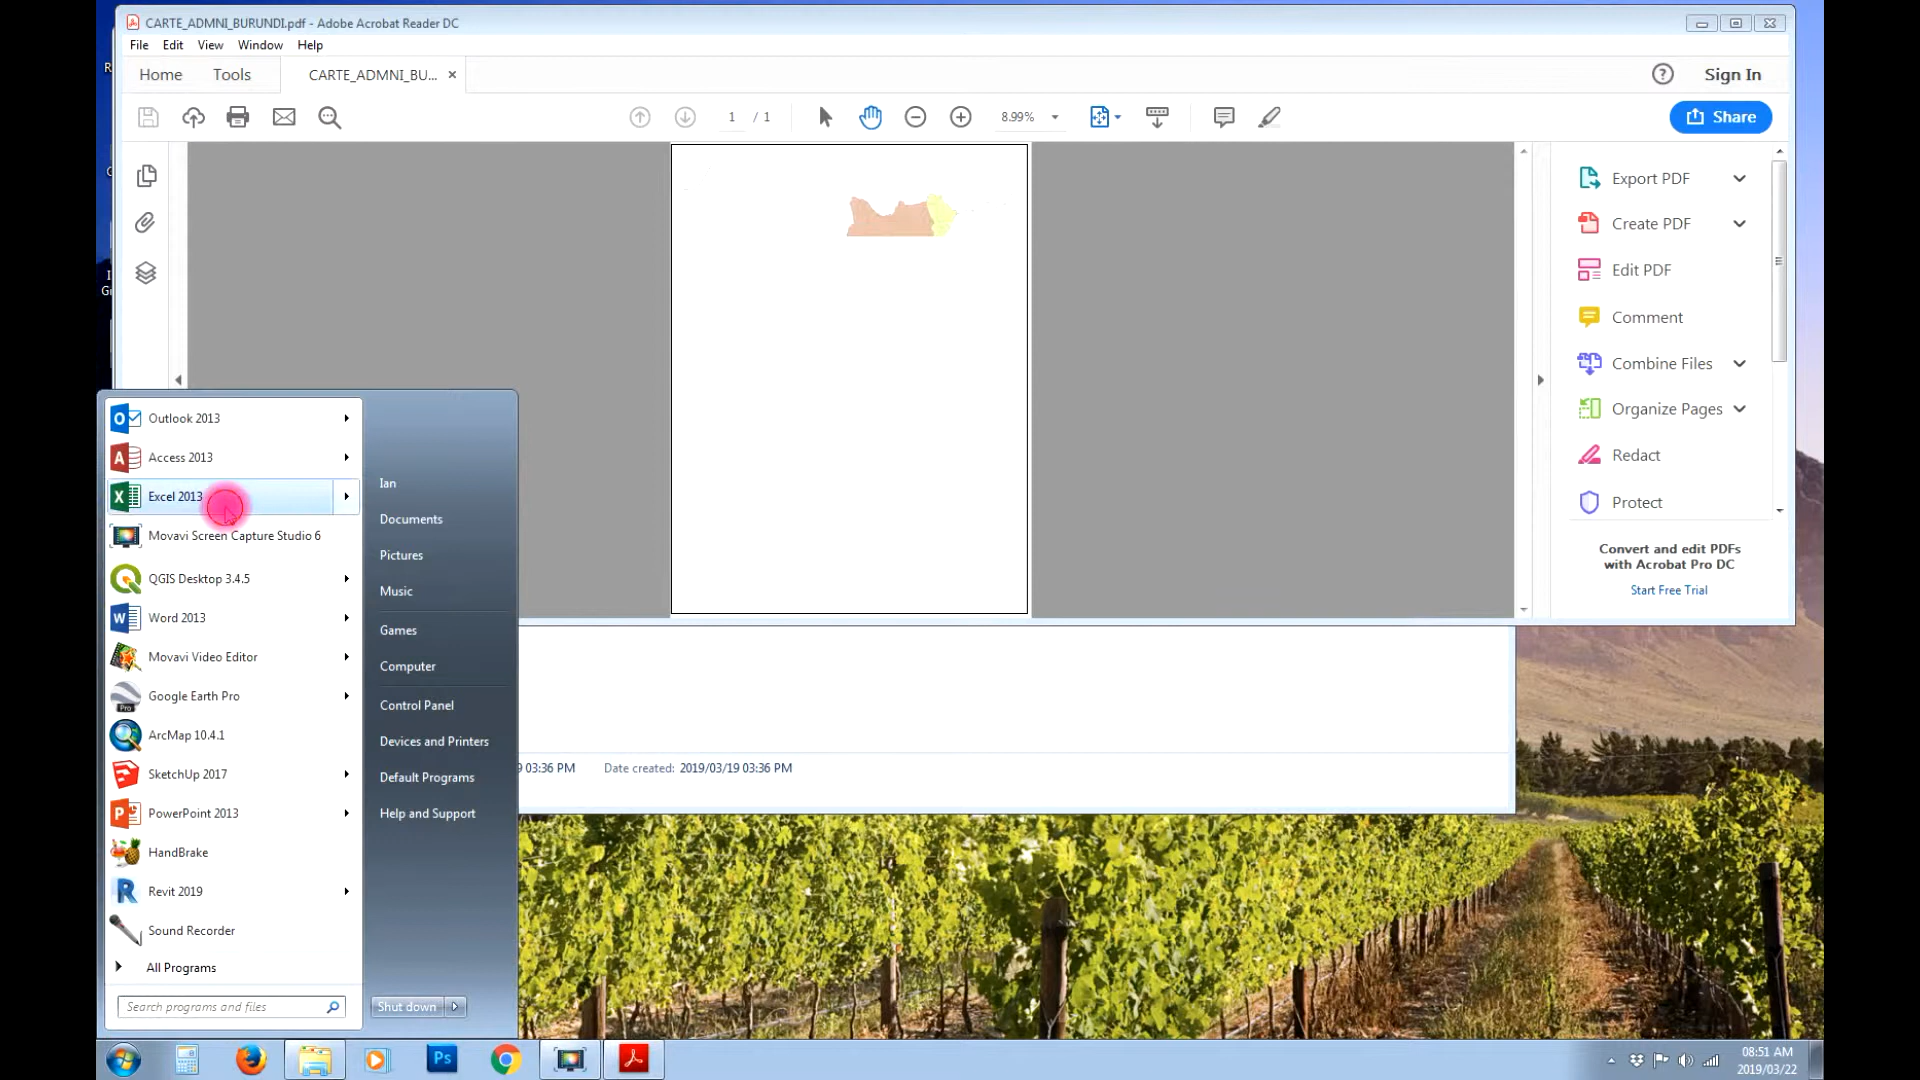 CARTE_ADMNI_BURUNDI.pdf - Adobe Acrobat Reader DC
File Edit View Window Help
Home Tools CARTE_ADMNI_BU... Sign In
1 / 1 8.99% Share
Export PDF
Create PDF
Edit PDF
Comment
Combine Files
Organize Pages
Redact
Protect
Convert and edit PDFs
with Acrobat Pro DC
Start Free Trial
Outlook 2013
Access 2013
Excel 2013
Movavi Screen Capture Studio 6
QGIS Desktop 3.4.5
Word 2013
Movavi Video Editor
Google Earth Pro
Pro
ArcMap 10.4.1
SketchUp 2017
PowerPoint 2013
HandBrake
Revit 2019
Sound Recorder
All Programs
Search programs and files
Ian
Documents
Pictures
Music
Games
Computer
Control Panel
Devices and Printers
Default Programs
Help and Support
Shut down
9 03:36 PM Date created: 2019/03/19 03:36 PM
Ps
08:51 AM
2019/03/22